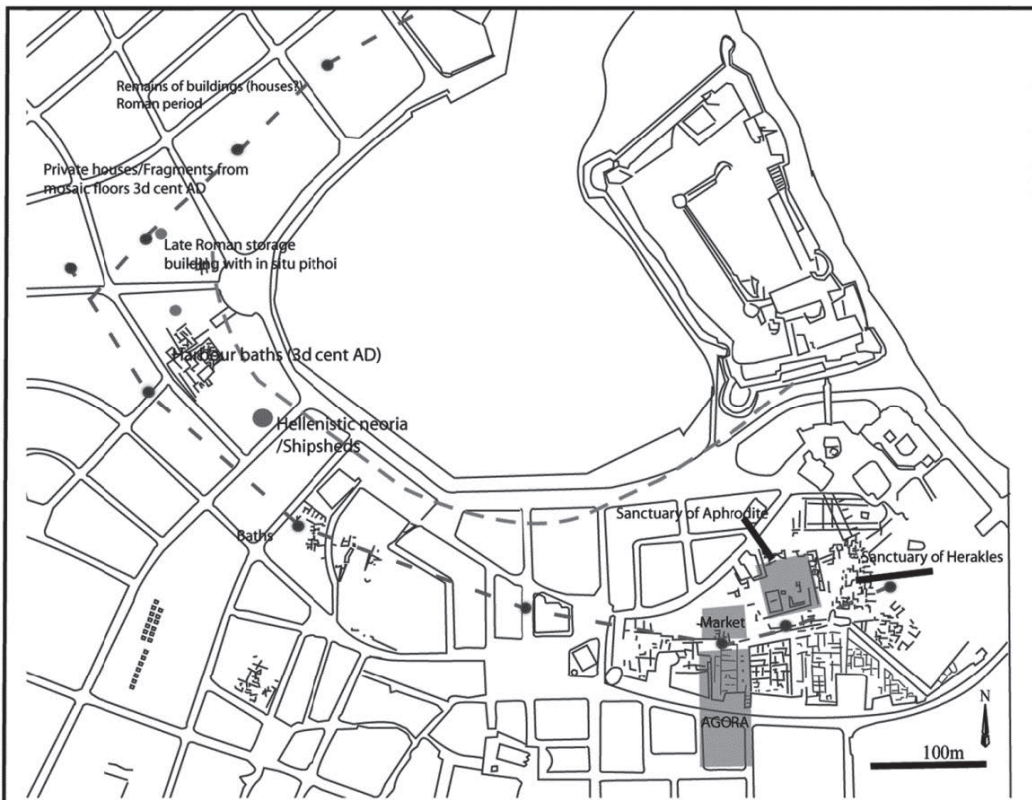 Remains of buildings (houses?)
Roman period
Private houses/Fragments from
mosaic floors 3d cent AD
Late Roman storage
building with in situ pithoi
Harbour baths (3d cent AD)
Hellenistic neoria
/Shipsheds
Baths
Sanctuary of Aphrodite
Sanctuary of Herakles
Market
AGORA
N
100m